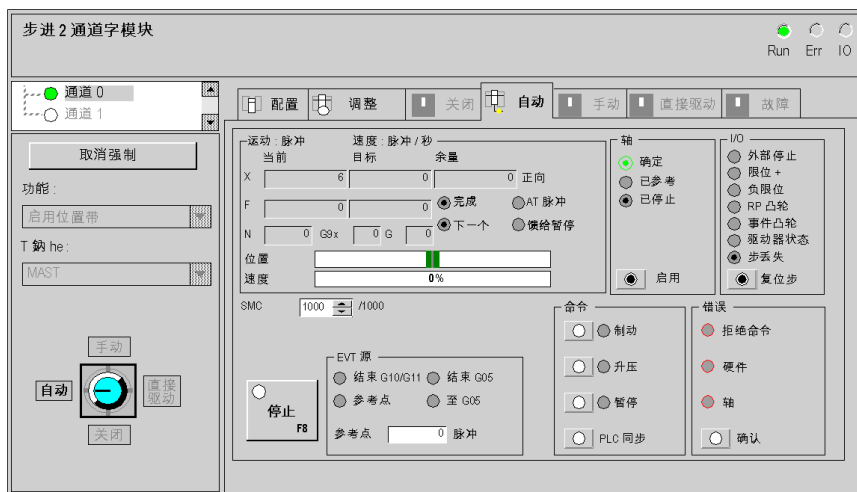 步进 2 通道字模块
Run Err IO
通道 0
通道 1
取消强制
功能 :
启用位置带
T 鈉 he :
MAST
手动
自动
直接
驱动
关闭
配置 调整 关闭 自动 手动 直接驱动 故障
运动 : 脉冲 速度 : 脉冲 / 秒
当前 目标 余量
X 6 0 0 正向
F 0 0 完成 AT 脉冲
N 0 G9x 0 G 0 下一个 馈给暂停
位置
速度 0%
轴
确定
已参考
已停止
启用
I/O
外部停止
限位 +
负限位
RP 凸轮
事件凸轮
驱动器状态
步丢失
复位步
SMC 1000 /1000
停止
F8
EVT 源
结束 G10/G11 结束 G05
参考点 至 G05
参考点 0 脉冲
命令
制动
升压
暂停
PLC 同步
错误
拒绝命令
硬件
轴
确认